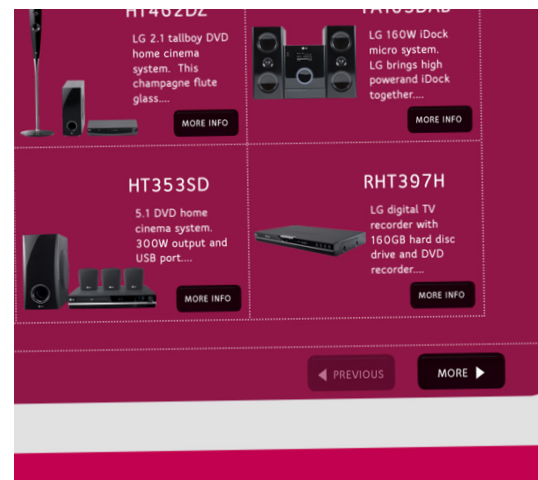 HT462DZ
LG 2.1 tallboy DVD
home cinema
system. This
champagne flute
glass....
MORE INFO
LG 160W iDock
micro system.
LG brings high
powerand iDock
together....
MORE INFO
HT353SD
5.1 DVD home
cinema system.
300W output and
USB port....
MORE INFO
RHT397H
LG digital TV
recorder with
160GB hard disc
drive and DVD
recorder....
MORE INFO
PREVIOUS
MORE